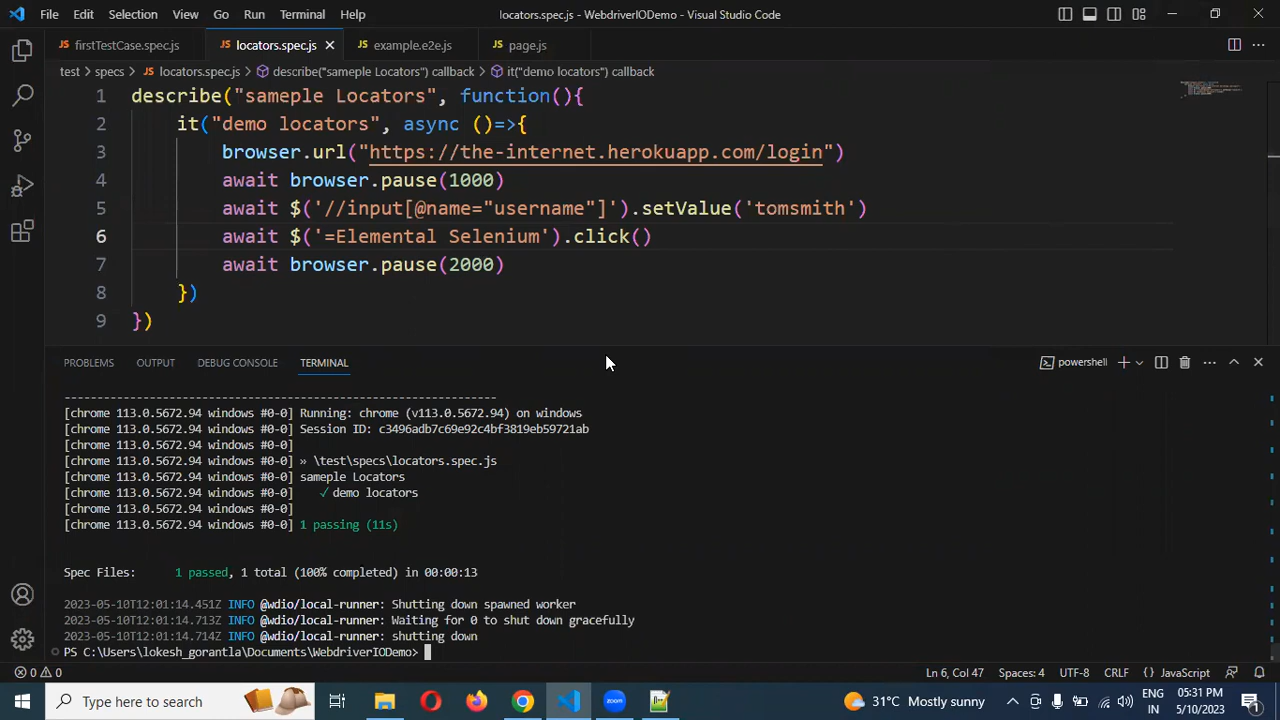 File Edit Selection View Go Run Terminal Help locators.spec.js - WebdriverIODemo - Visual Studio Code
firstTestCase.spec.js locators.spec.js example.e2e.js page.js
test > specs > locators.spec.js > describe("sameple Locators") callback > it("demo locators") callback
1 describe("sameple Locators", function(){
2 it("demo locators", async ()=>{
3 browser.url("https://the-internet.herokuapp.com/login")
4 await browser.pause(1000)
5 await $('//input[@name="username"]').setValue('tomsmith')
6 await $('=Elemental Selenium').click()
7 await browser.pause(2000)
8 })
9 })
PROBLEMS OUTPUT DEBUG CONSOLE TERMINAL powershell
------------------------------------------------------------------
[chrome 113.0.5672.94 windows #0-0] Running: chrome (v113.0.5672.94) on windows
[chrome 113.0.5672.94 windows #0-0] Session ID: c3496adb7c69e92c4bf3819eb59721ab
[chrome 113.0.5672.94 windows #0-0]
[chrome 113.0.5672.94 windows #0-0] » \test\specs\locators.spec.js
[chrome 113.0.5672.94 windows #0-0] sameple Locators
[chrome 113.0.5672.94 windows #0-0] ✓ demo locators
[chrome 113.0.5672.94 windows #0-0]
[chrome 113.0.5672.94 windows #0-0] 1 passing (11s)
Spec Files: 1 passed, 1 total (100% completed) in 00:00:13
2023-05-10T12:01:14.451Z INFO @wdio/local-runner: Shutting down spawned worker
2023-05-10T12:01:14.713Z INFO @wdio/local-runner: Waiting for 0 to shut down gracefully
2023-05-10T12:01:14.714Z INFO @wdio/local-runner: shutting down
PS C:\Users\lokesh_gorantla\Documents\WebdriverIODemo>
0 0 Ln 6, Col 47 Spaces: 4 UTF-8 CRLF {} JavaScript
Type here to search 31°C Mostly sunny ENG IN 05:31 PM 5/10/2023